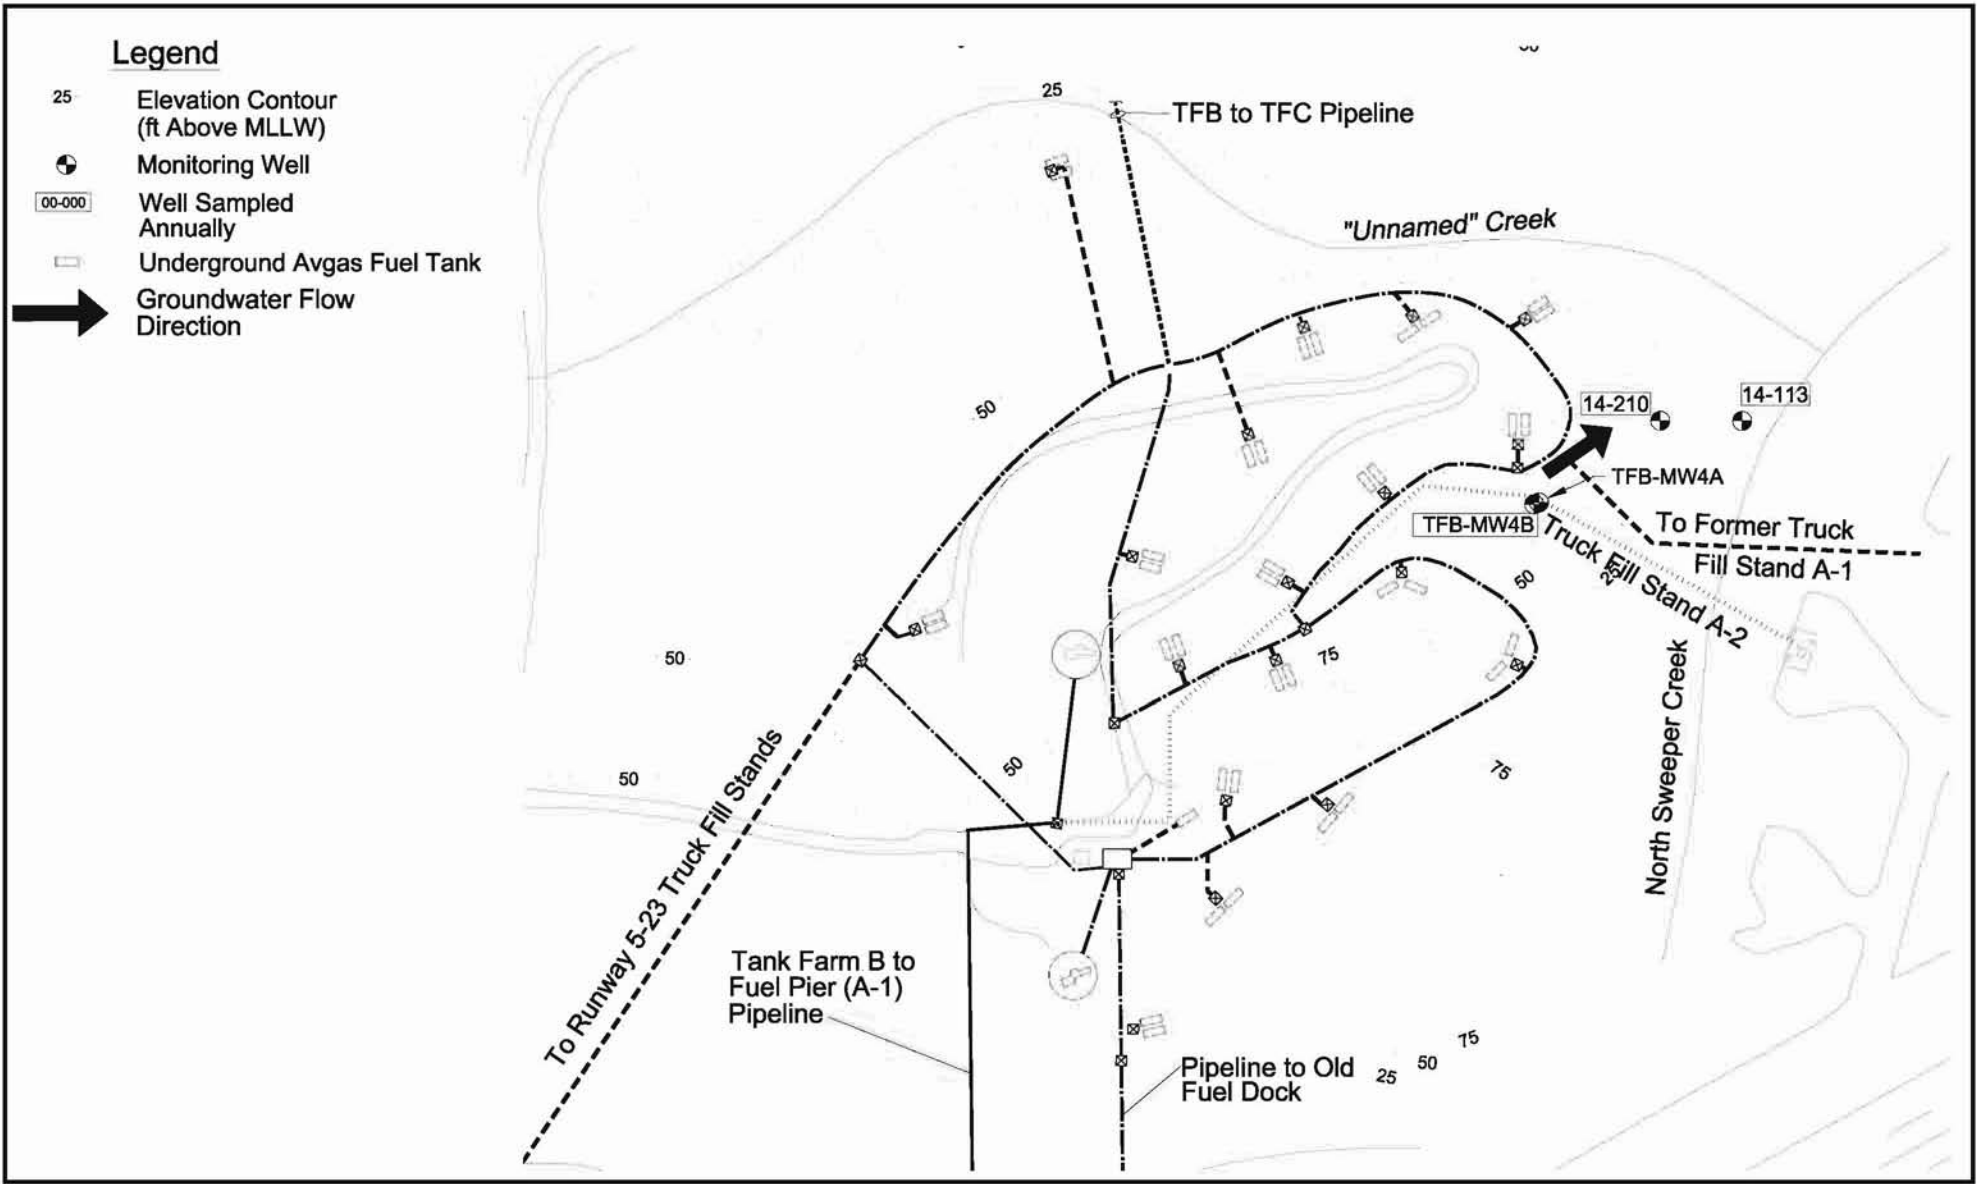 Legend
25
Elevation Contour
(ft Above MLLW)
Monitoring Well
00-000
Well Sampled
Annually
Underground Avgas Fuel Tank
Groundwater Flow
Direction
25
TFB to TFC Pipeline
"Unnamed" Creek
50
14-210
14-113
TFB-MW4A
TFB-MW4B
To Former Truck
Fill Stand A-1
Truck Fill Stand A-2
50
25
50
75
North Sweeper Creek
50
50
75
To Runway 5-23 Truck Fill Stands
Tank Farm B to
Fuel Pier (A-1)
Pipeline
Pipeline to Old
Fuel Dock
25
50
75